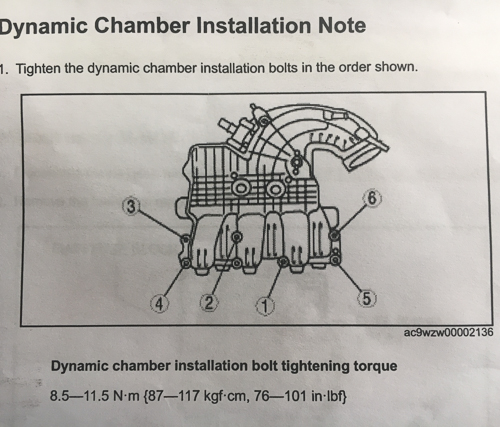 Dynamic Chamber Installation Note
1. Tighten the dynamic chamber installation bolts in the order shown.
3
6
4
2
1
5
ac9wzw00002136
Dynamic chamber installation bolt tightening torque
8.5—11.5 N·m {87—117 kgf·cm, 76—101 in·lbf}